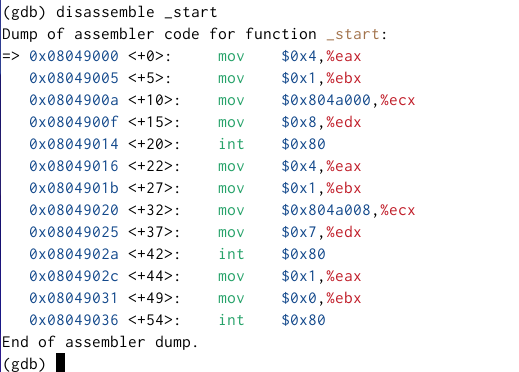 (gdb) disassemble _start
Dump of assembler code for function _start:
=> 0x08049000 <+0>:     mov    $0x4,%eax
   0x08049005 <+5>:     mov    $0x1,%ebx
   0x0804900a <+10>:    mov    $0x804a000,%ecx
   0x0804900f <+15>:    mov    $0x8,%edx
   0x08049014 <+20>:    int    $0x80
   0x08049016 <+22>:    mov    $0x4,%eax
   0x0804901b <+27>:    mov    $0x1,%ebx
   0x08049020 <+32>:    mov    $0x804a008,%ecx
   0x08049025 <+37>:    mov    $0x7,%edx
   0x0804902a <+42>:    int    $0x80
   0x0804902c <+44>:    mov    $0x1,%eax
   0x08049031 <+49>:    mov    $0x0,%ebx
   0x08049036 <+54>:    int    $0x80
End of assembler dump.
(gdb)